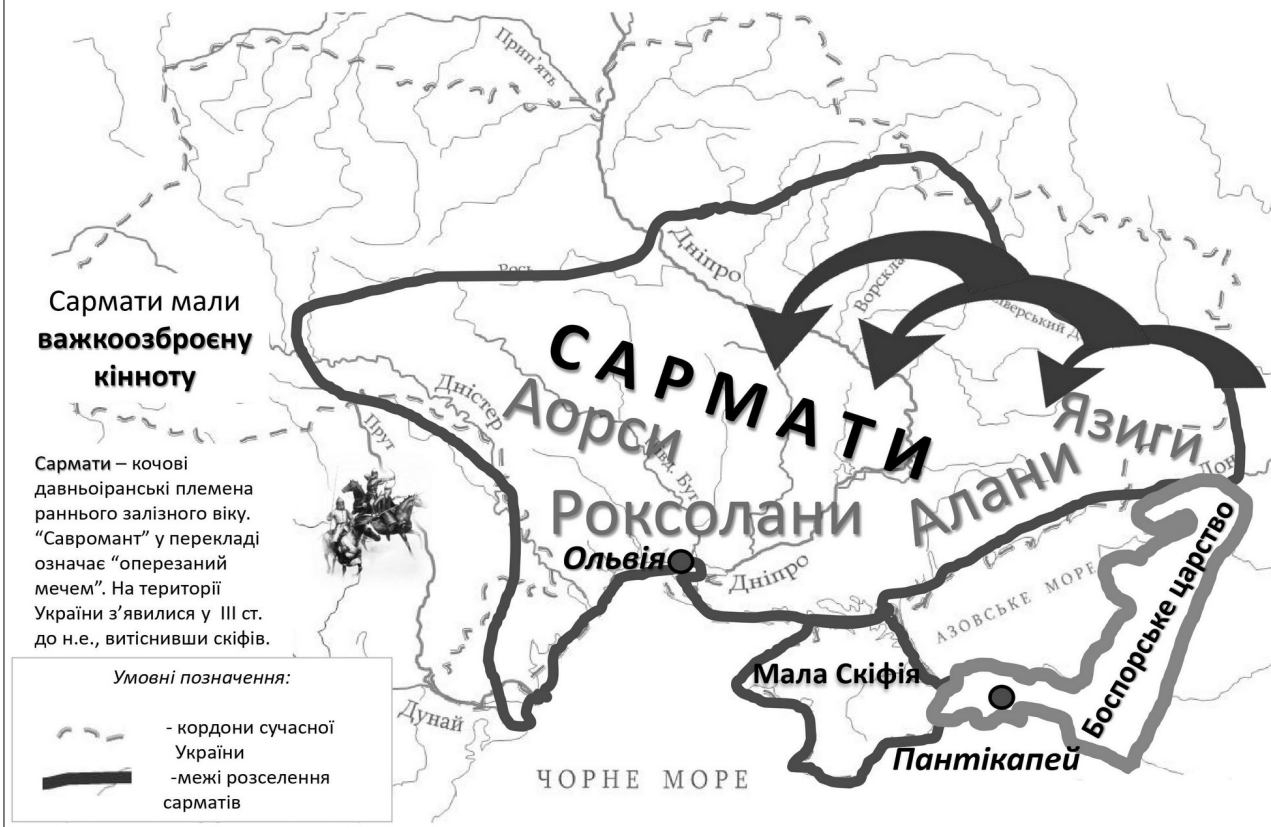 Прип'ять
Дніпро
Рось
Ворскла
Сармати мали
важкоозброєну
кінноту
САРМАТИ
Дністер
Аорси
Язиги
Прут
Півд. Буг
Дон
Алани
Роксолани
Сармати – кочові
давньоіранські племена
раннього залізного віку.
“Савромант” у перекладі
означає “оперезаний
мечем”. На території
України з’явилися у III ст.
до н.е., витіснивши скіфів.
Ольвія
Дніпро
АЗОВСЬКЕ МОРЕ
Боспорське царство
Мала Скіфія
Умовні позначення:
- кордони сучасної
України
-межі розселення
сарматів
Дунай
Пантікапей
ЧОРНЕ МОРЕ